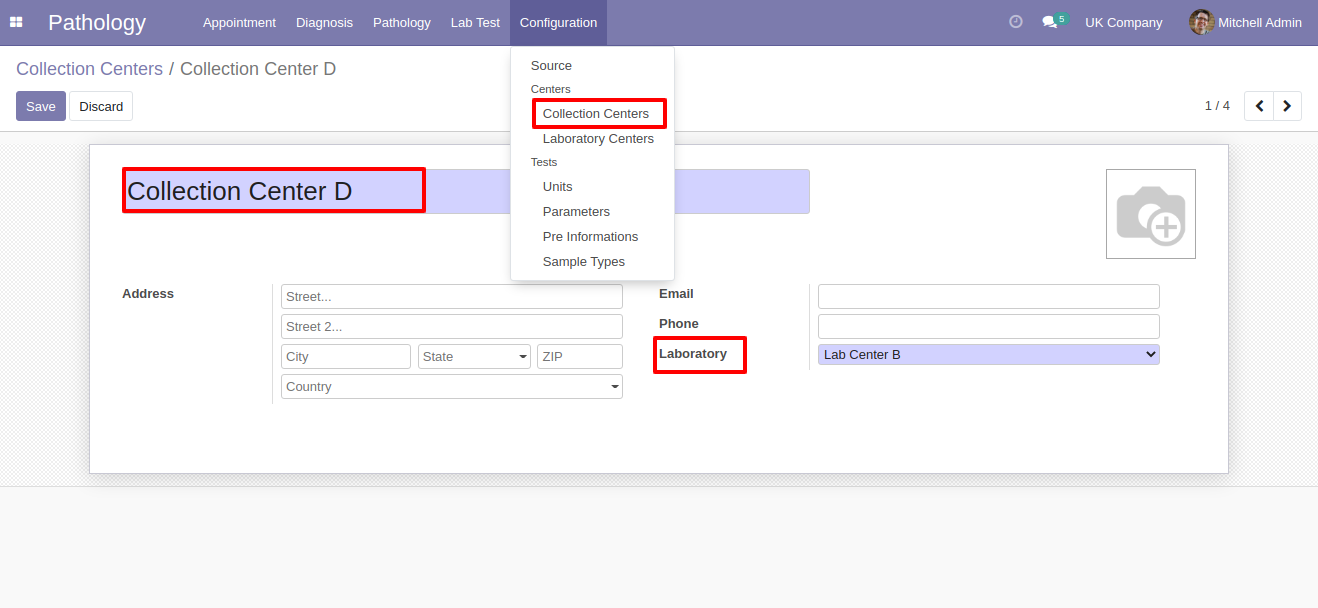 Pathology Appointment Diagnosis Pathology Lab Test Configuration 5 UK Company Mitchell Admin
Collection Centers / Collection Center D
Save Discard
1 / 4
Source
Centers
Collection Centers
Laboratory Centers
Tests
Units
Parameters
Pre Informations
Sample Types
Collection Center D
Address
Street...
Street 2...
City State ZIP
Country
Email
Phone
Laboratory Lab Center B